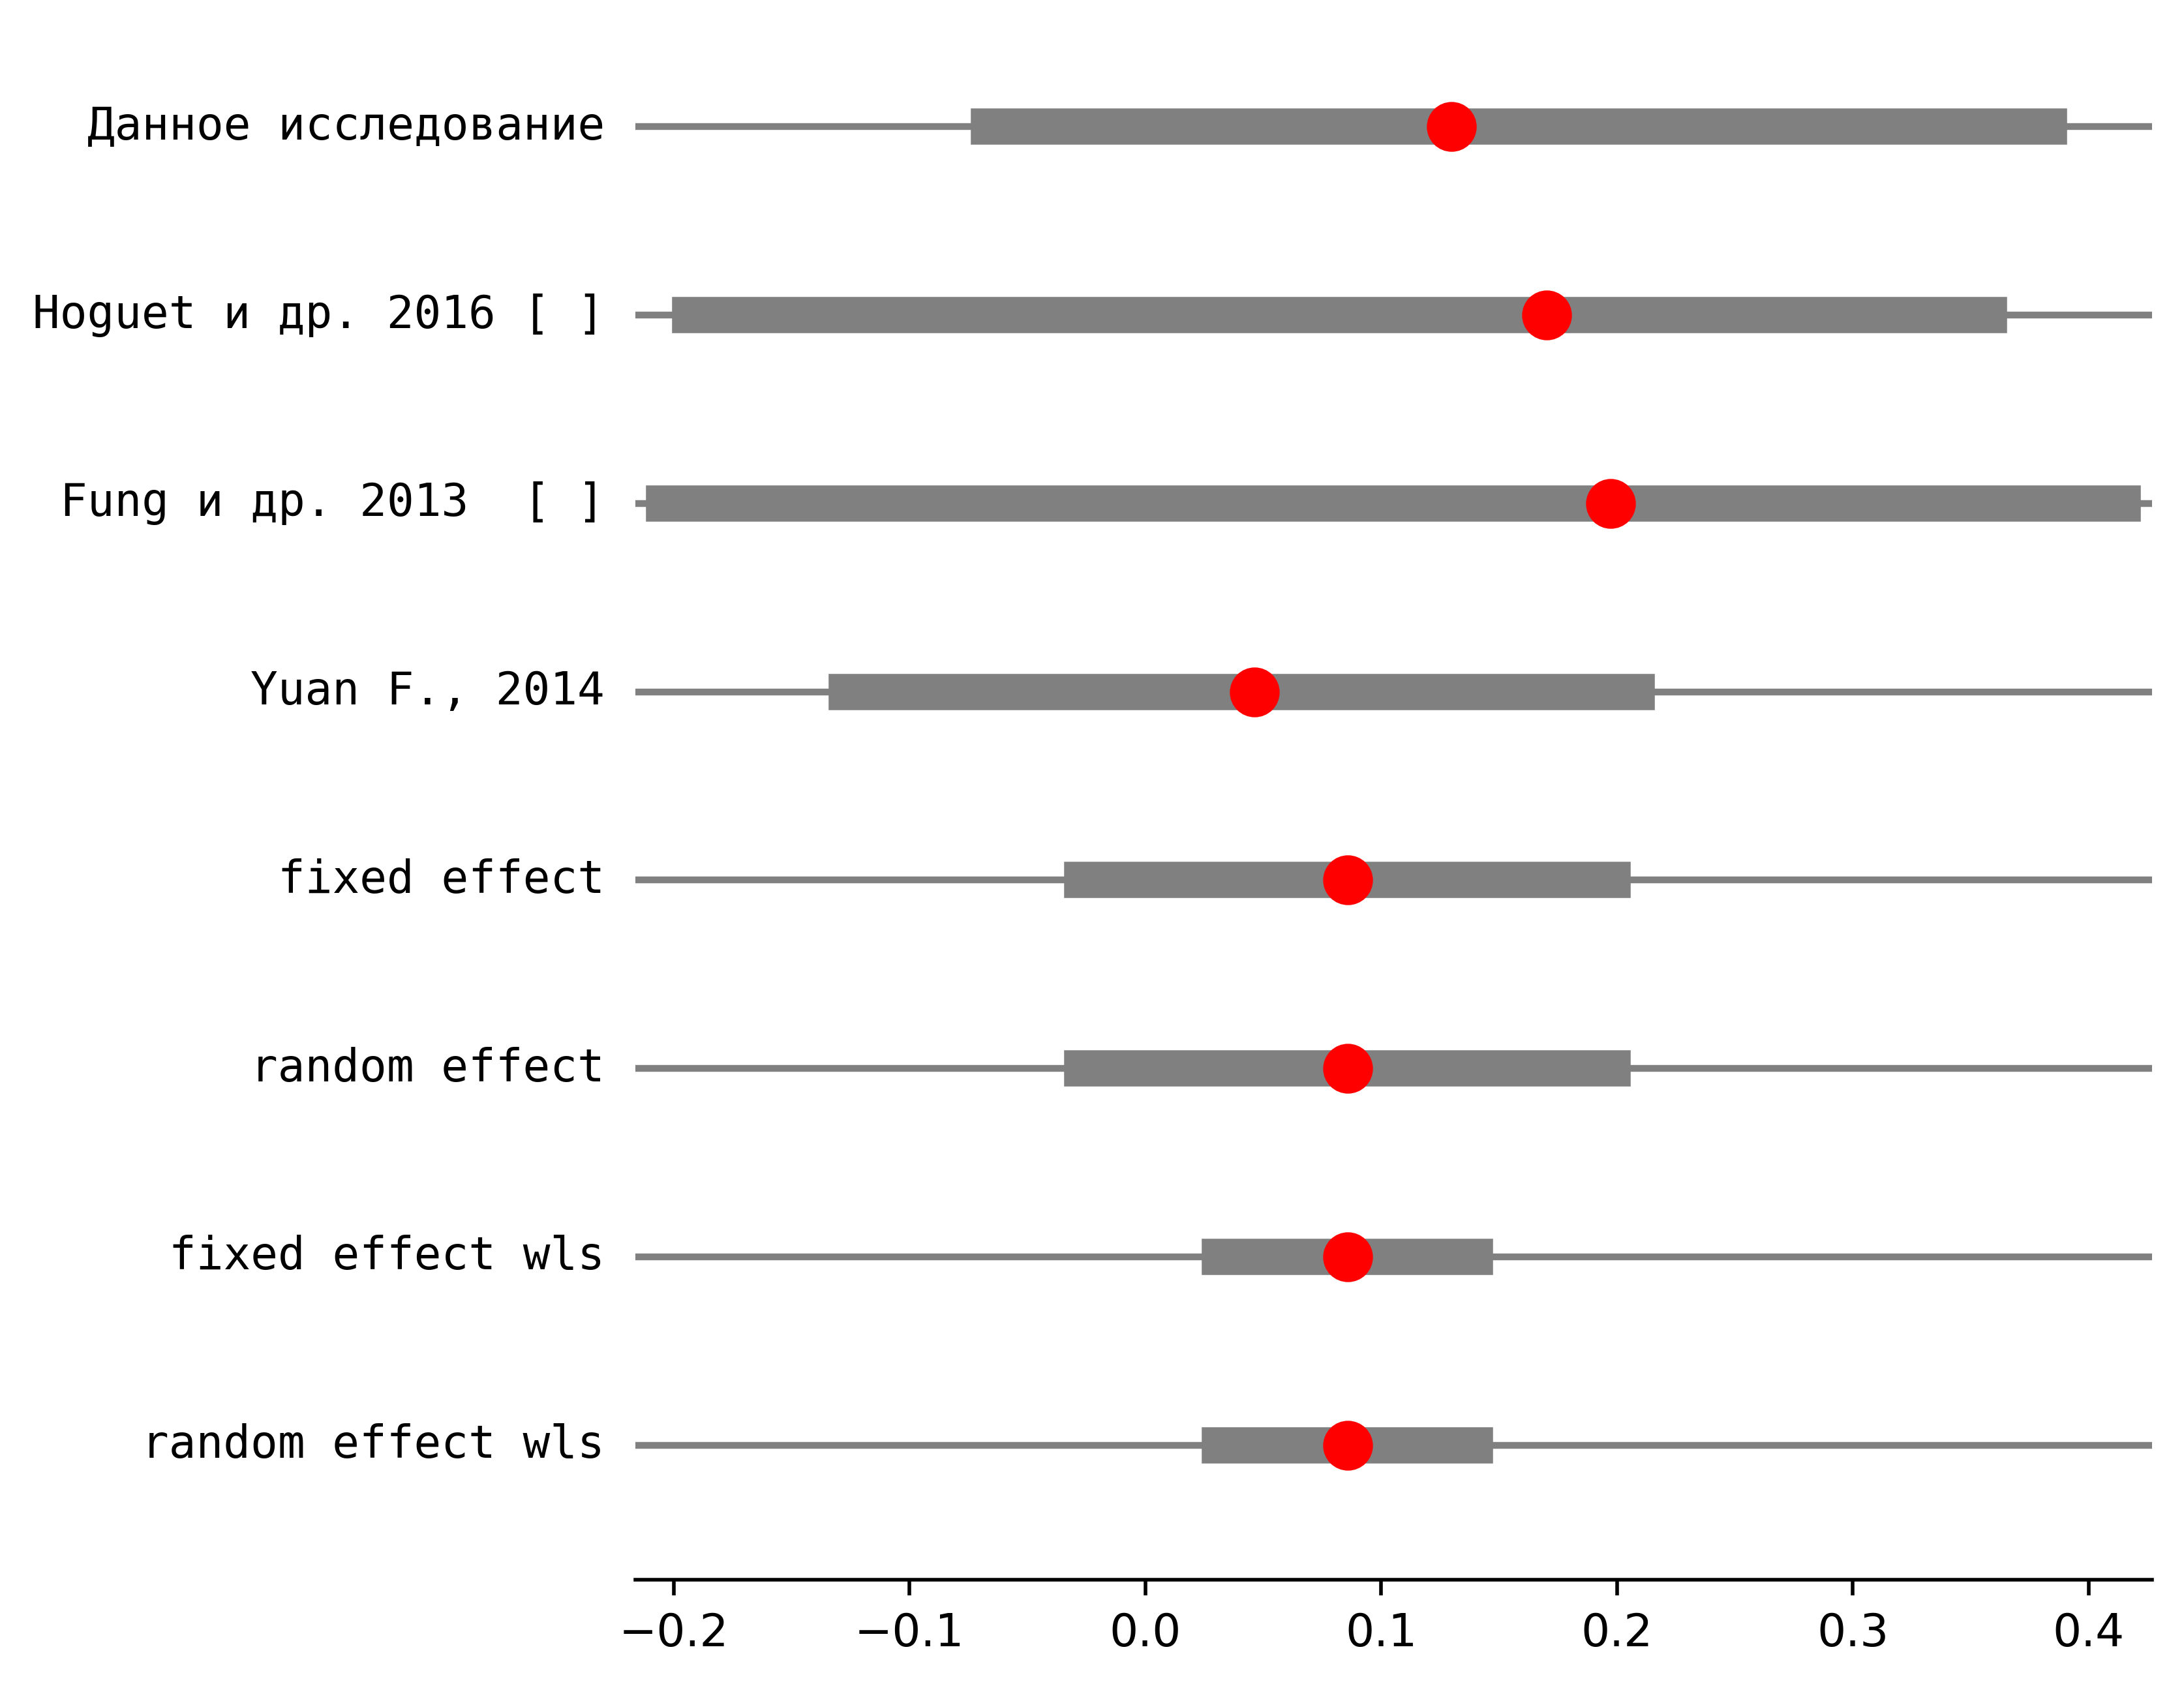 Данное исследование
Hoguet и др. 2016 [ ]
Fung и др. 2013  [ ]
Yuan F., 2014
fixed effect
random effect
fixed effect wls
random effect wls
−0.2 −0.1 0.0 0.1 0.2 0.3 0.4